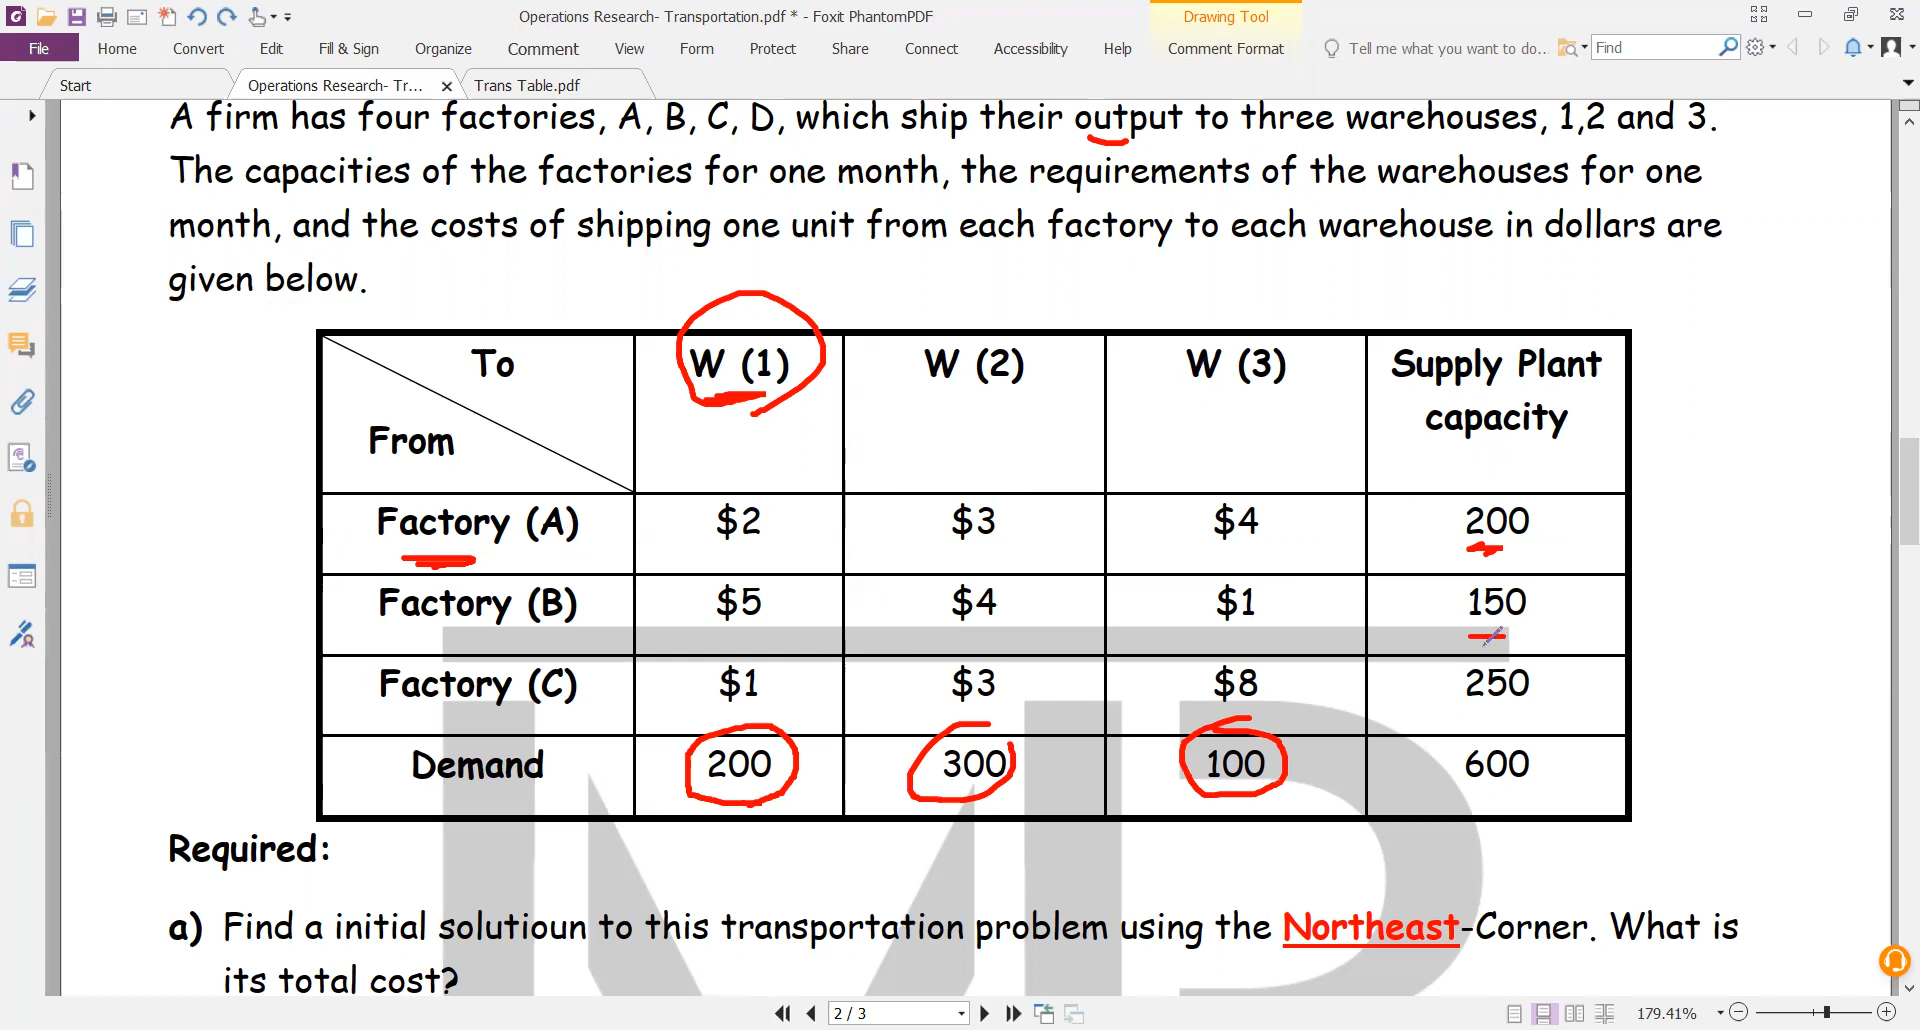 Operations Research- Transportation.pdf * - Foxit PhantomPDF
Drawing Tool
File Home Convert Edit Fill & Sign Organize Comment View Form Protect Share Connect Accessibility Help Comment Format Tell me what you want to do... Find
Start Operations Research- Tr... Trans Table.pdf
A firm has four factories, A, B, C, D, which ship their output to three warehouses, 1,2 and 3.
The capacities of the factories for one month, the requirements of the warehouses for one
month, and the costs of shipping one unit from each factory to each warehouse in dollars are
given below.
To W (1) W (2) W (3) Supply Plant
capacity
From
Factory (A) $2 $3 $4 200
Factory (B) $5 $4 $1 150
Factory (C) $1 $3 $8 250
Demand 200 300 100 600
Required:
a) Find a initial solutioun to this transportation problem using the Northeast-Corner. What is
its total cost?
2 / 3 179.41%